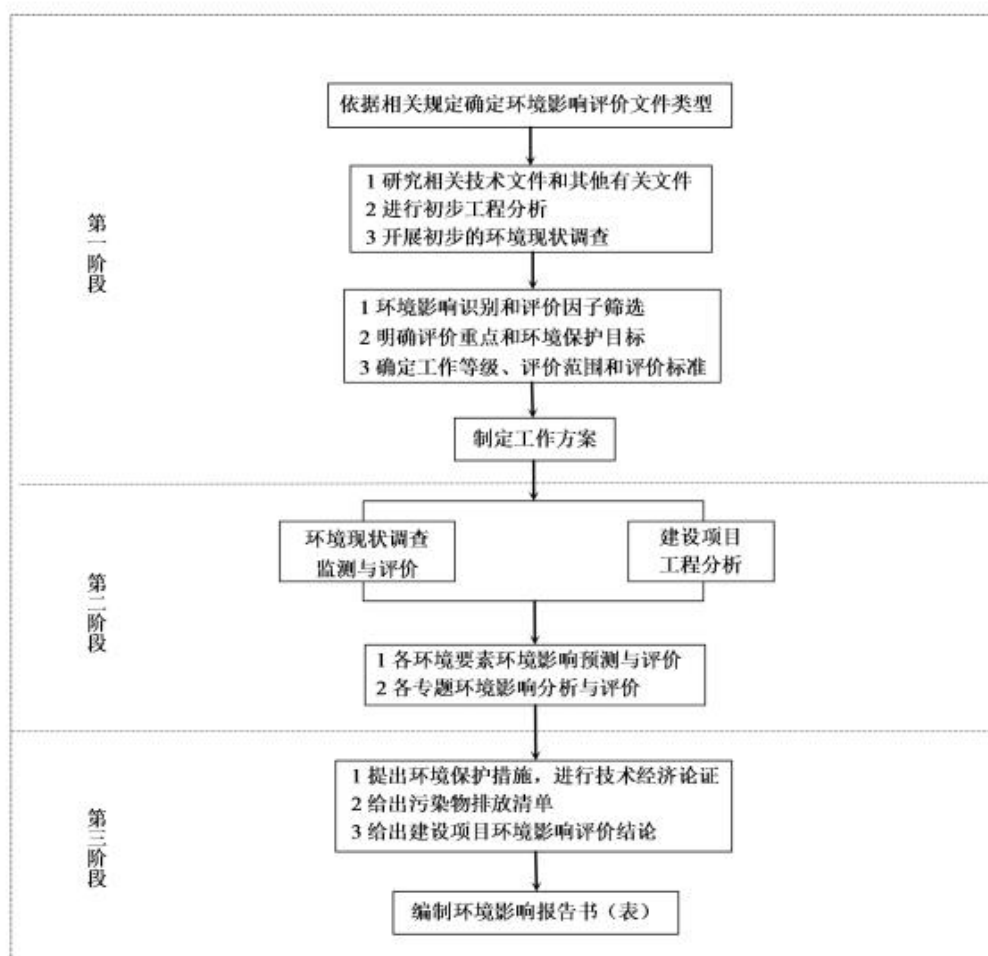 依据相关规定确定环境影响评价文件类型
1 研究相关技术文件和其他有关文件
2 进行初步工程分析
3 开展初步的环境现状调查
第一阶段
1 环境影响识别和评价因子筛选
2 明确评价重点和环境保护目标
3 确定工作等级、评价范围和评价标准
制定工作方案
环境现状调查
监测与评价
建设项目
工程分析
第二阶段
1 各环境要素环境影响预测与评价
2 各专题环境影响分析与评价
1 提出环境保护措施，进行技术经济论证
2 给出污染物排放清单
3 给出建设项目环境影响评价结论
第三阶段
编制环境影响报告书（表）